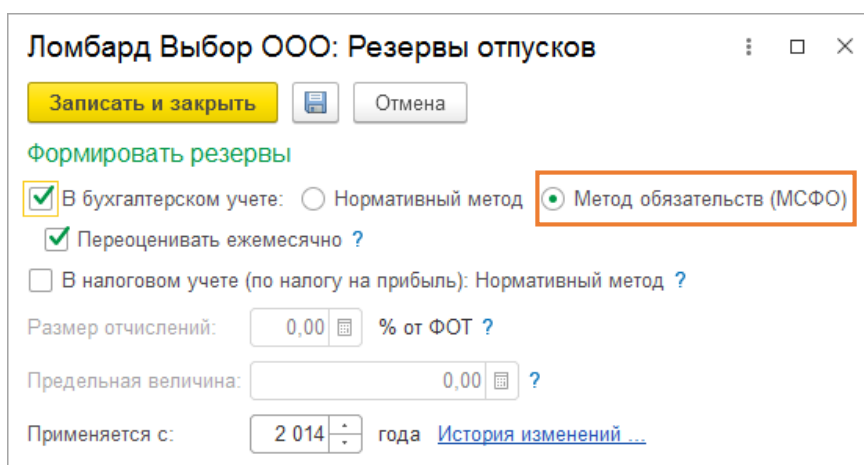 Ломбард Выбор ООО: Резервы отпусков
Записать и закрыть Отмена
Формировать резервы
В бухгалтерском учете: Нормативный метод Метод обязательств (МСФО)
Переоценивать ежемесячно ?
В налоговом учете (по налогу на прибыль): Нормативный метод ?
Размер отчислений: 0,00 % от ФОТ ?
Предельная величина: 0,00 ?
Применяется с: 2 014 года История изменений ...